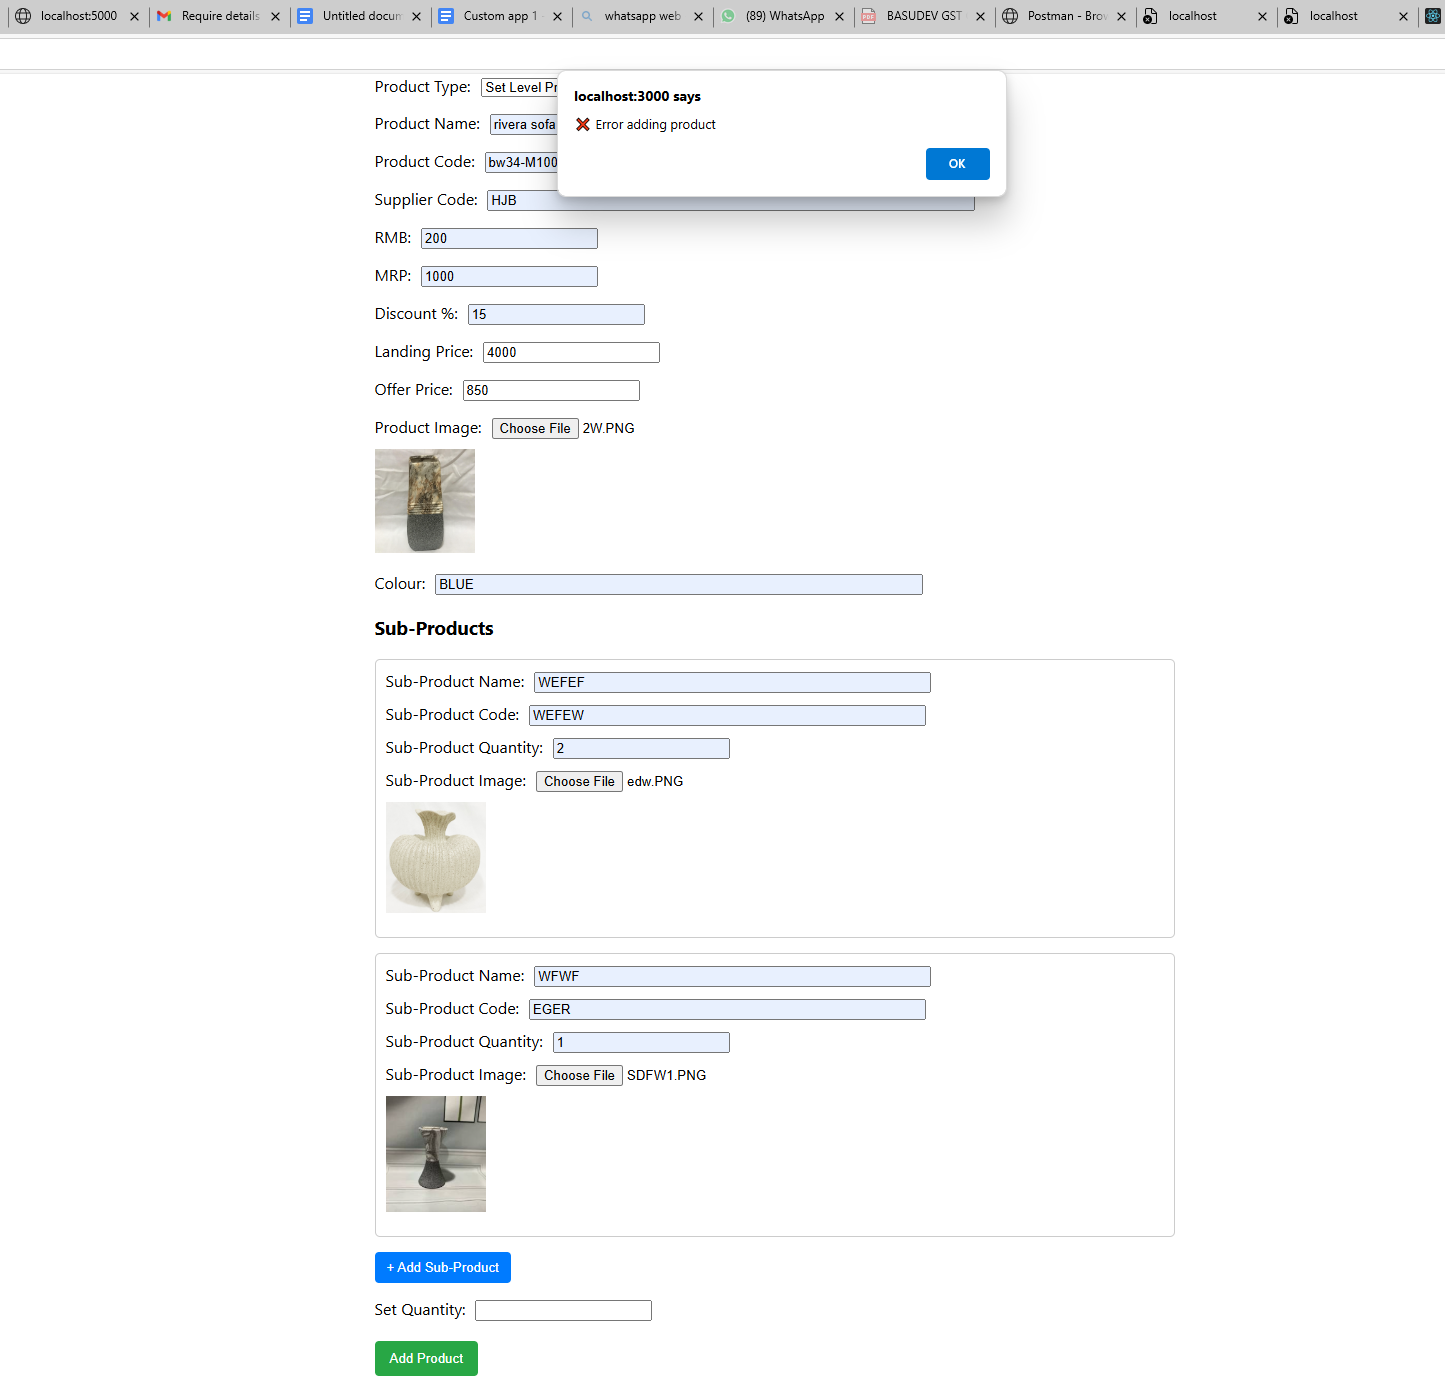 localhost:5000
Require details
Untitled docum
Custom app 1
whatsapp web
(89) WhatsApp
BASUDEV GST
Postman - Brow
localhost
localhost
localhost:3000 says
❌ Error adding product
OK
Product Type: Set Level Pr
Product Name: rivera sofa
Product Code: bw34-M100
Supplier Code: HJB
RMB: 200
MRP: 1000
Discount %: 15
Landing Price: 4000
Offer Price: 850
Product Image: Choose File 2W.PNG
Colour: BLUE
Sub-Products
Sub-Product Name: WEFEF
Sub-Product Code: WEFEW
Sub-Product Quantity: 2
Sub-Product Image: Choose File edw.PNG
Sub-Product Name: WFWF
Sub-Product Code: EGER
Sub-Product Quantity: 1
Sub-Product Image: Choose File SDFW1.PNG
+ Add Sub-Product
Set Quantity:
Add Product